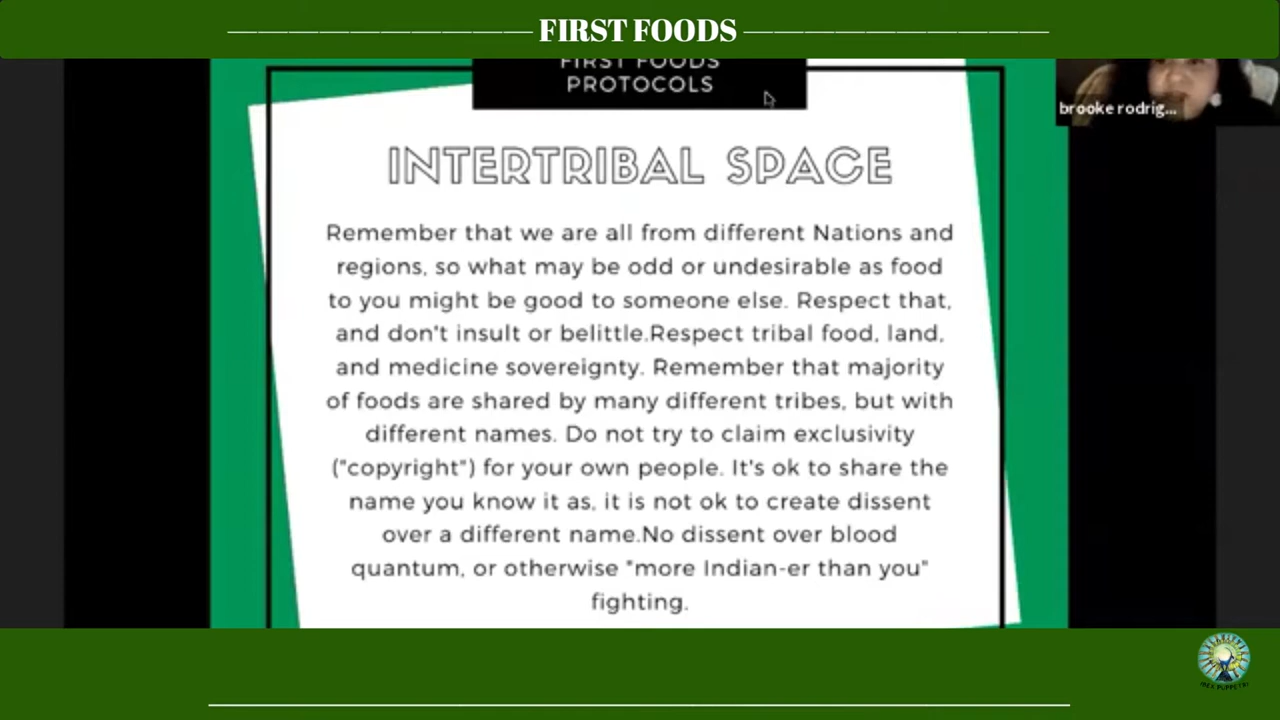 FIRST FOODS
FIRST FOODS
PROTOCOLS
brooke rodrig...
INTERTRIBAL SPACE
Remember that we are all from different Nations and
regions, so what may be odd or undesirable as food
to you might be good to someone else. Respect that,
and don't insult or belittle.Respect tribal food, land,
and medicine sovereignty. Remember that majority
of foods are shared by many different tribes, but with
different names. Do not try to claim exclusivity
("copyright") for your own people. It's ok to share the
name you know it as, it is not ok to create dissent
over a different name.No dissent over blood
quantum, or otherwise "more Indian-er than you"
fighting.